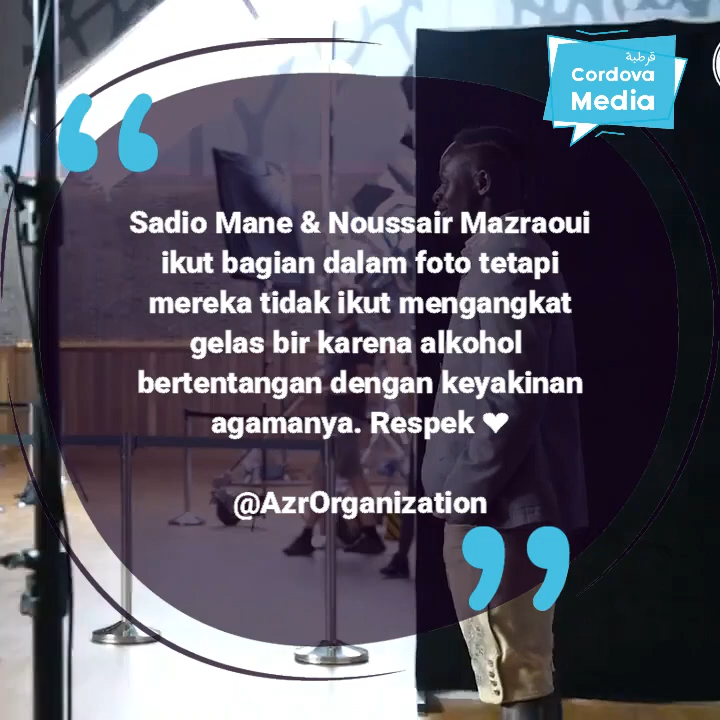 قرطبة
Cordova
Media
Sadio Mane & Noussair Mazraoui
ikut bagian dalam foto tetapi
mereka tidak ikut mengangkat
gelas bir karena alkohol
bertentangan dengan keyakinan
agamanya. Respek ❤
@AzrOrganization